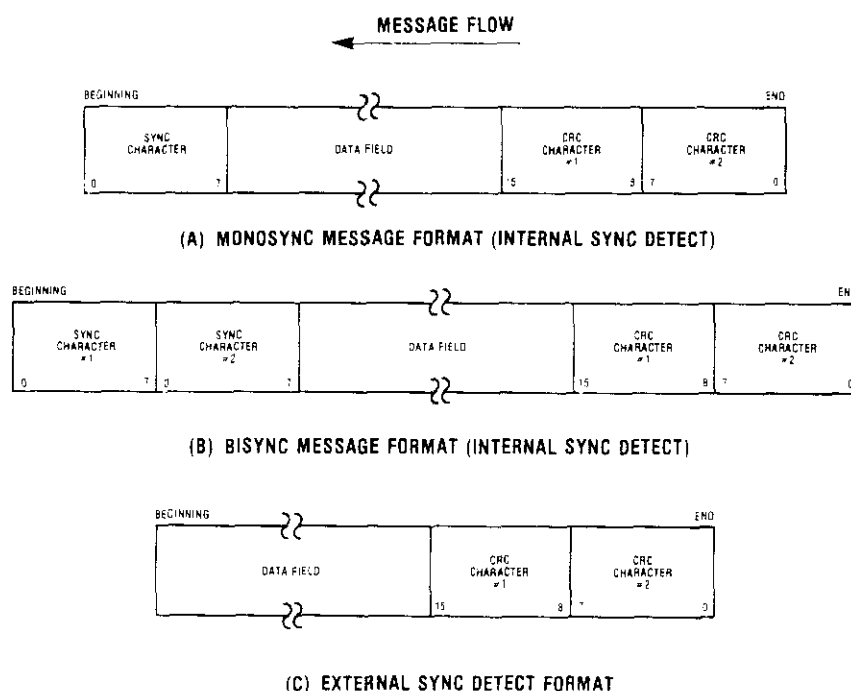 MESSAGE FLOW
BEGINNING END
SYNC CHARACTER DATA FIELD CRC CHARACTER #1 CRC CHARACTER #2
0 7 15 8 7 0
(A) MONOSYNC MESSAGE FORMAT (INTERNAL SYNC DETECT)
BEGINNING EN
SYNC CHARACTER #1 SYNC CHARACTER #2 DATA FIELD CRC CHARACTER #1 CRC CHARACTER #2
0 7 0 7 15 8 7 0
(B) BISYNC MESSAGE FORMAT (INTERNAL SYNC DETECT)
BEGINNING END
DATA FIELD CRC CHARACTER #1 CRC CHARACTER #2
15 8 7 0
(C) EXTERNAL SYNC DETECT FORMAT